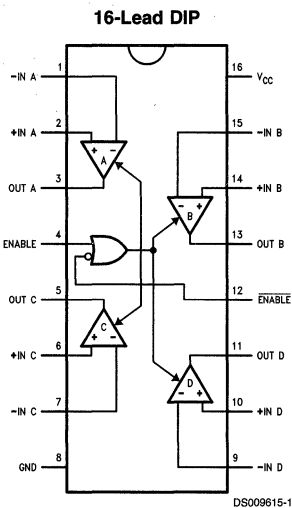 16-Lead DIP
−IN A 1
16 VCC
+IN A 2
15 −IN B
+ −
A
OUT A 3
14 +IN B
− +
B
ENABLE 4
13 OUT B
OUT C 5
12 ENABLE
C
+ −
+IN C 6
11 OUT D
D
− +
−IN C 7
10 +IN D
GND 8
9 −IN D
DS009615-1